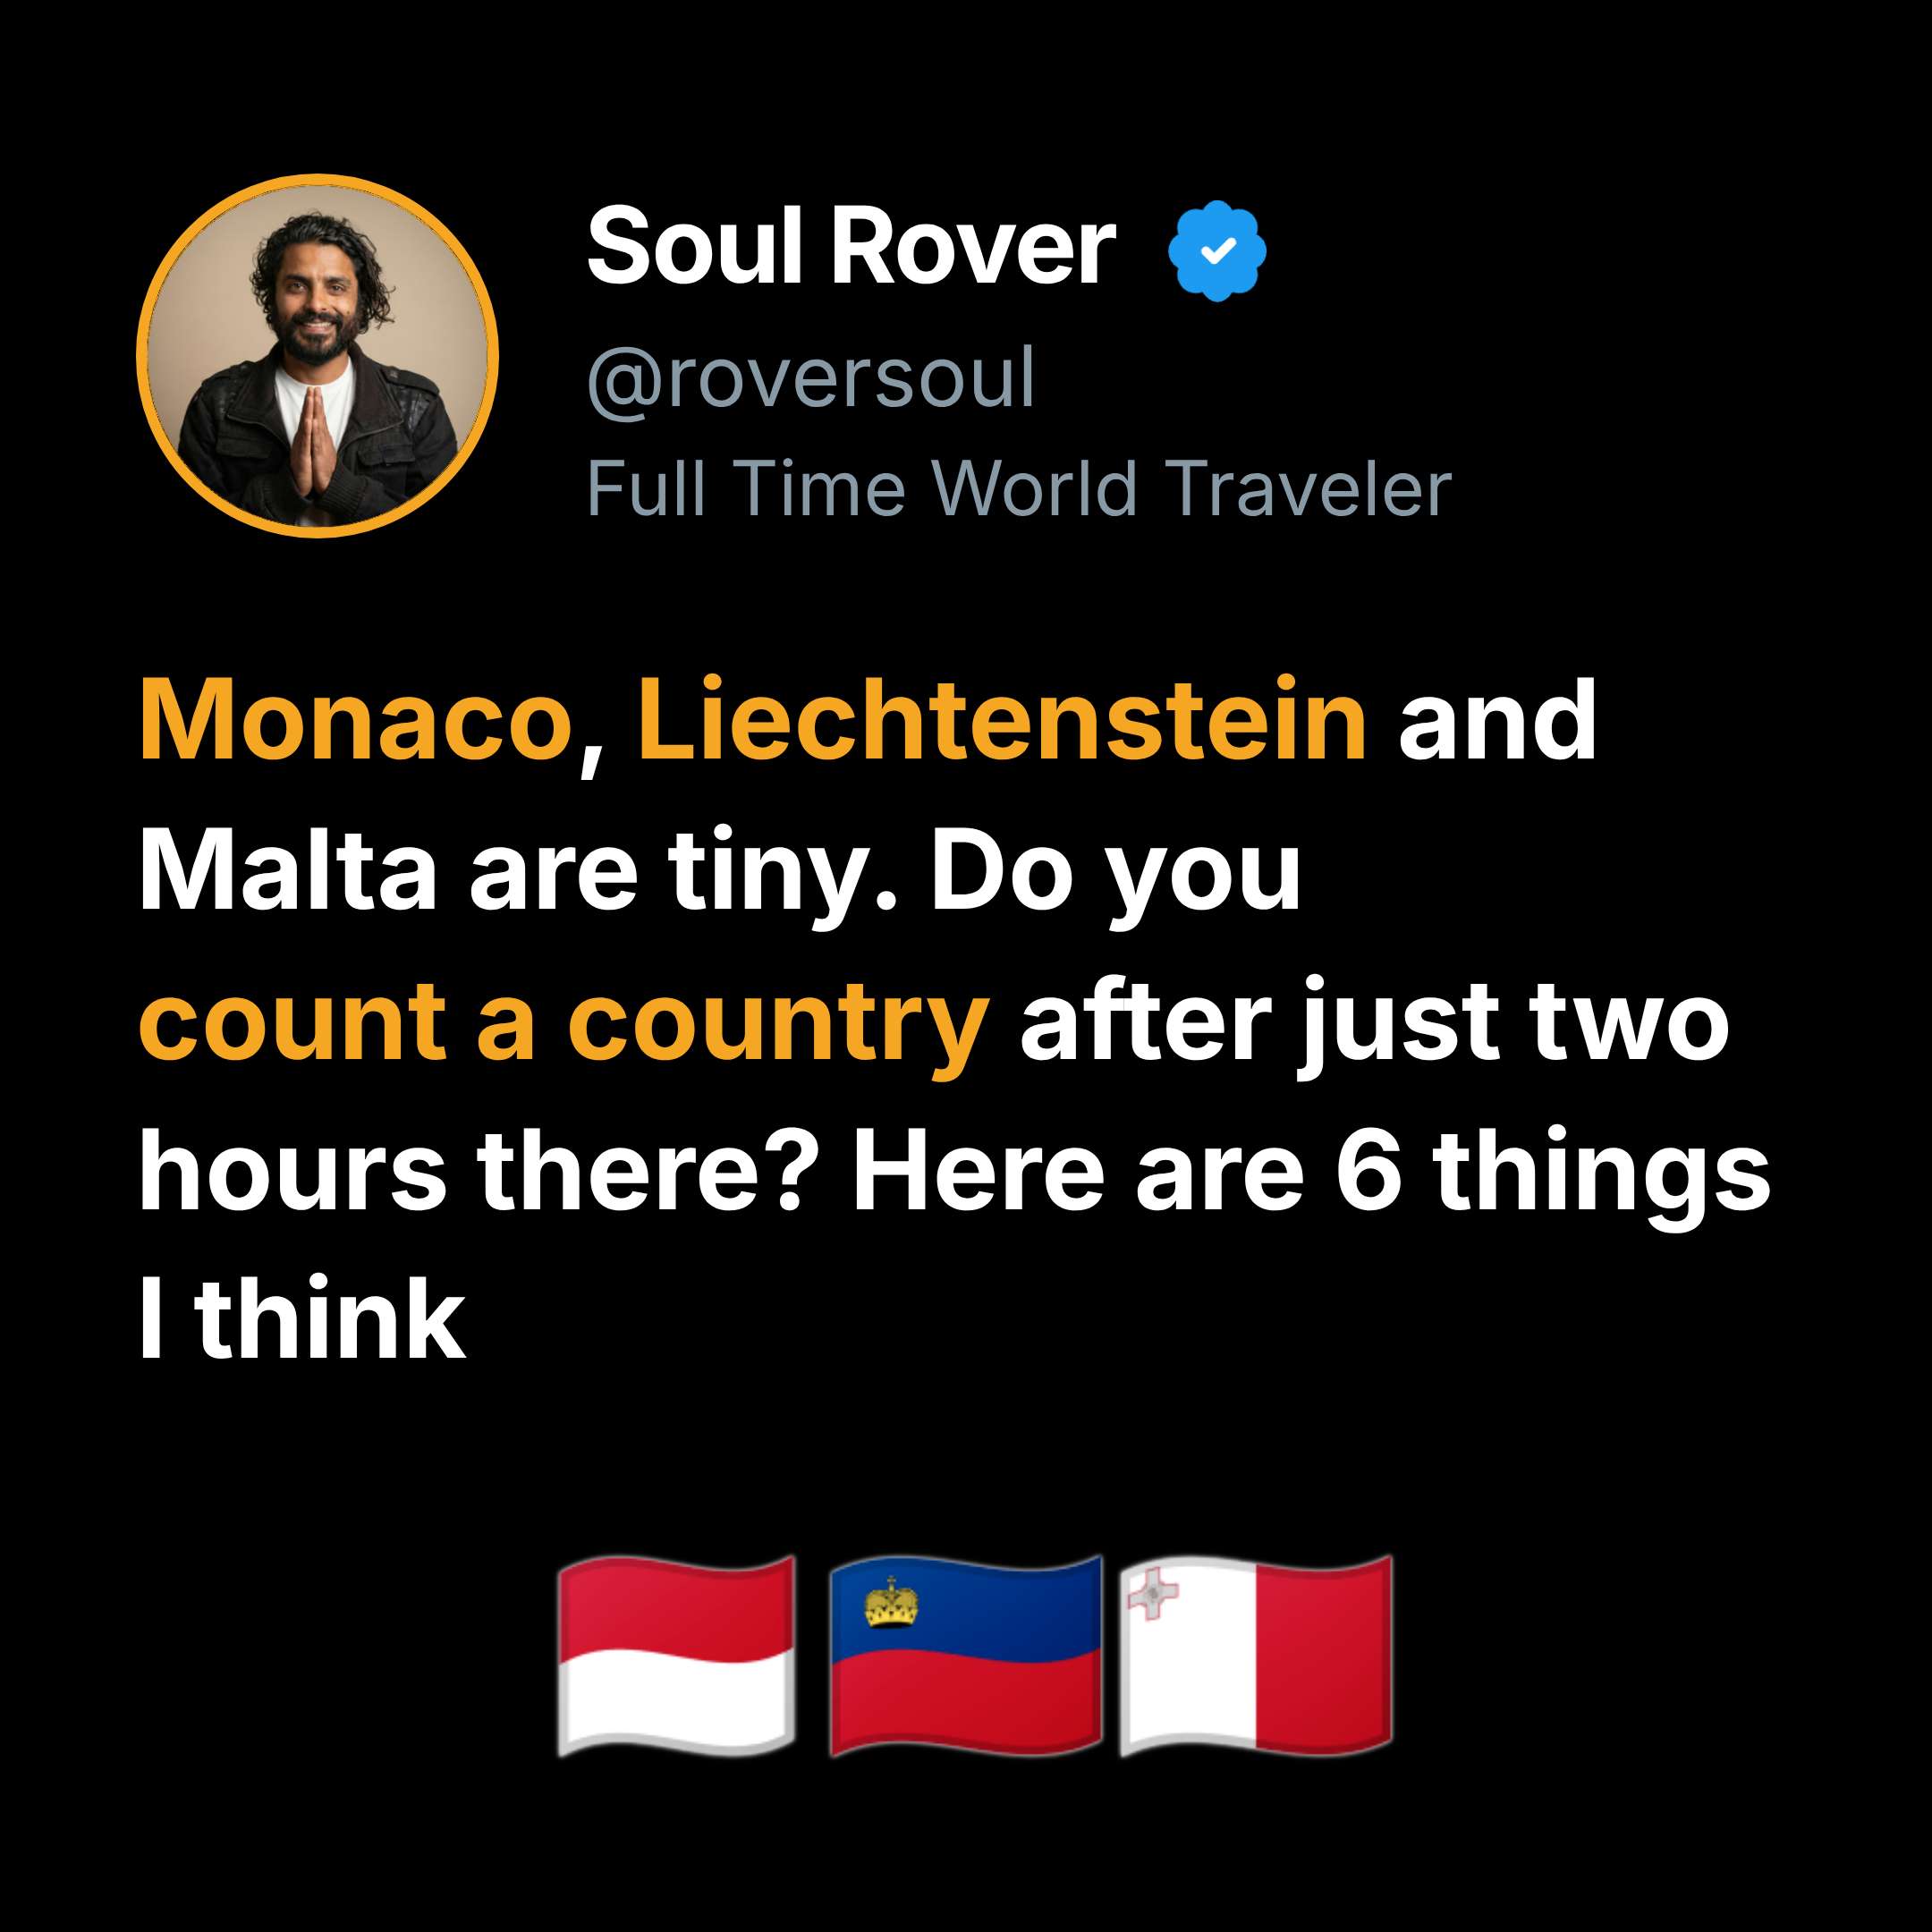 Soul Rover
@roversoul
Full Time World Traveler
Monaco, Liechtenstein and
Malta are tiny. Do you
count a country after just two
hours there? Here are 6 things
I think